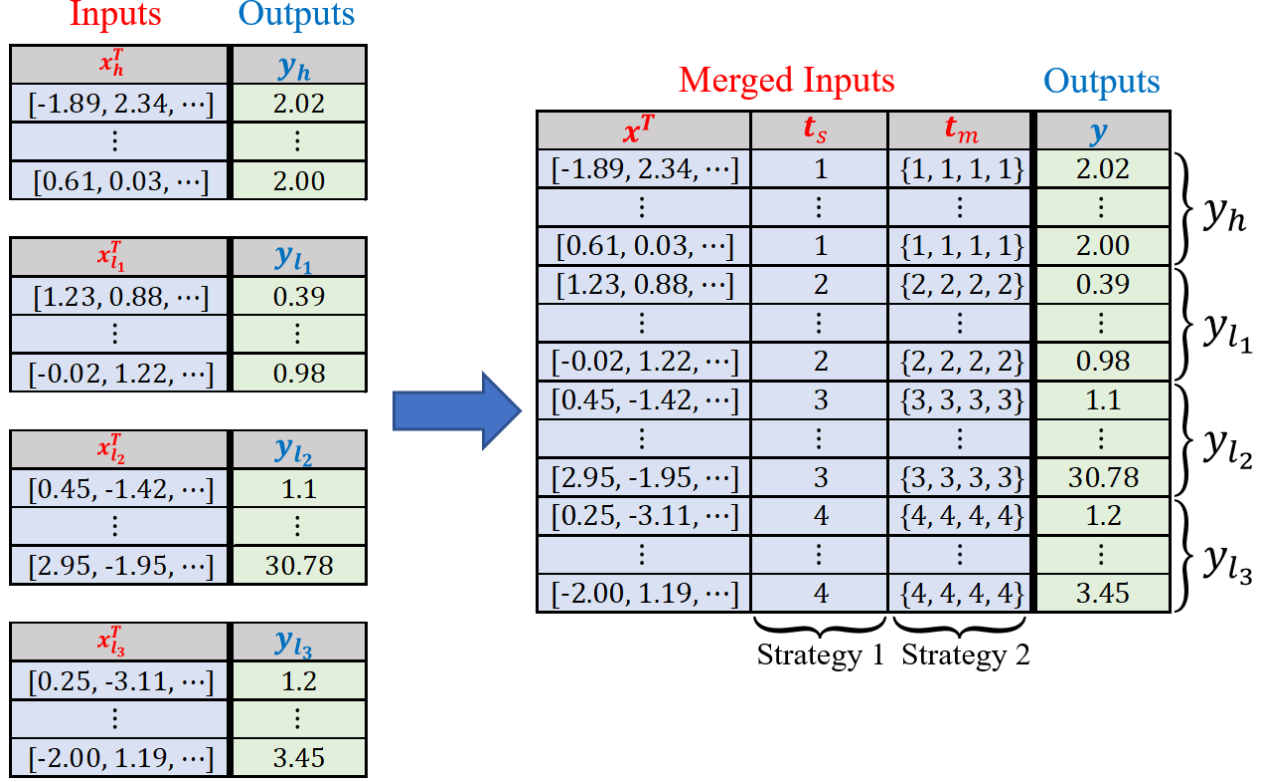 Inputs Outputs
x_h^T y_h
[-1.89, 2.34, ⋯] 2.02
⋮ ⋮
[0.61, 0.03, ⋯] 2.00
x_{l_1}^T y_{l_1}
[1.23, 0.88, ⋯] 0.39
⋮ ⋮
[-0.02, 1.22, ⋯] 0.98
x_{l_2}^T y_{l_2}
[0.45, -1.42, ⋯] 1.1
⋮ ⋮
[2.95, -1.95, ⋯] 30.78
x_{l_3}^T y_{l_3}
[0.25, -3.11, ⋯] 1.2
⋮ ⋮
[-2.00, 1.19, ⋯] 3.45
Merged Inputs Outputs
x^T t_s t_m y
[-1.89, 2.34, ⋯] 1 {1, 1, 1, 1} 2.02
⋮ ⋮ ⋮ ⋮
[0.61, 0.03, ⋯] 1 {1, 1, 1, 1} 2.00
y_h
[1.23, 0.88, ⋯] 2 {2, 2, 2, 2} 0.39
⋮ ⋮ ⋮ ⋮
[-0.02, 1.22, ⋯] 2 {2, 2, 2, 2} 0.98
y_{l_1}
[0.45, -1.42, ⋯] 3 {3, 3, 3, 3} 1.1
⋮ ⋮ ⋮ ⋮
[2.95, -1.95, ⋯] 3 {3, 3, 3, 3} 30.78
y_{l_2}
[0.25, -3.11, ⋯] 4 {4, 4, 4, 4} 1.2
⋮ ⋮ ⋮ ⋮
[-2.00, 1.19, ⋯] 4 {4, 4, 4, 4} 3.45
y_{l_3}
Strategy 1 Strategy 2